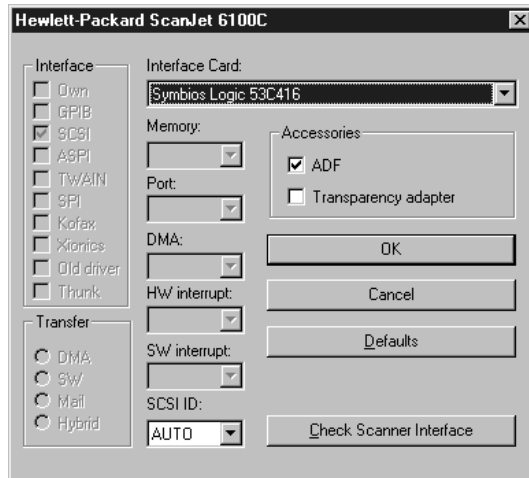 Hewlett-Packard ScanJet 6100C
Interface
Own
GPIB
SCSI
ASPI
TWAIN
SPI
Kofax
Xionics
Old driver
Thunk
Transfer
DMA
SW
Mail
Hybrid
Interface Card:
Symbios Logic 53C416
Memory:
Port:
DMA:
HW interrupt:
SW interrupt:
SCSI ID:
AUTO
Accessories
ADF
Transparency adapter
OK
Cancel
Defaults
Check Scanner Interface